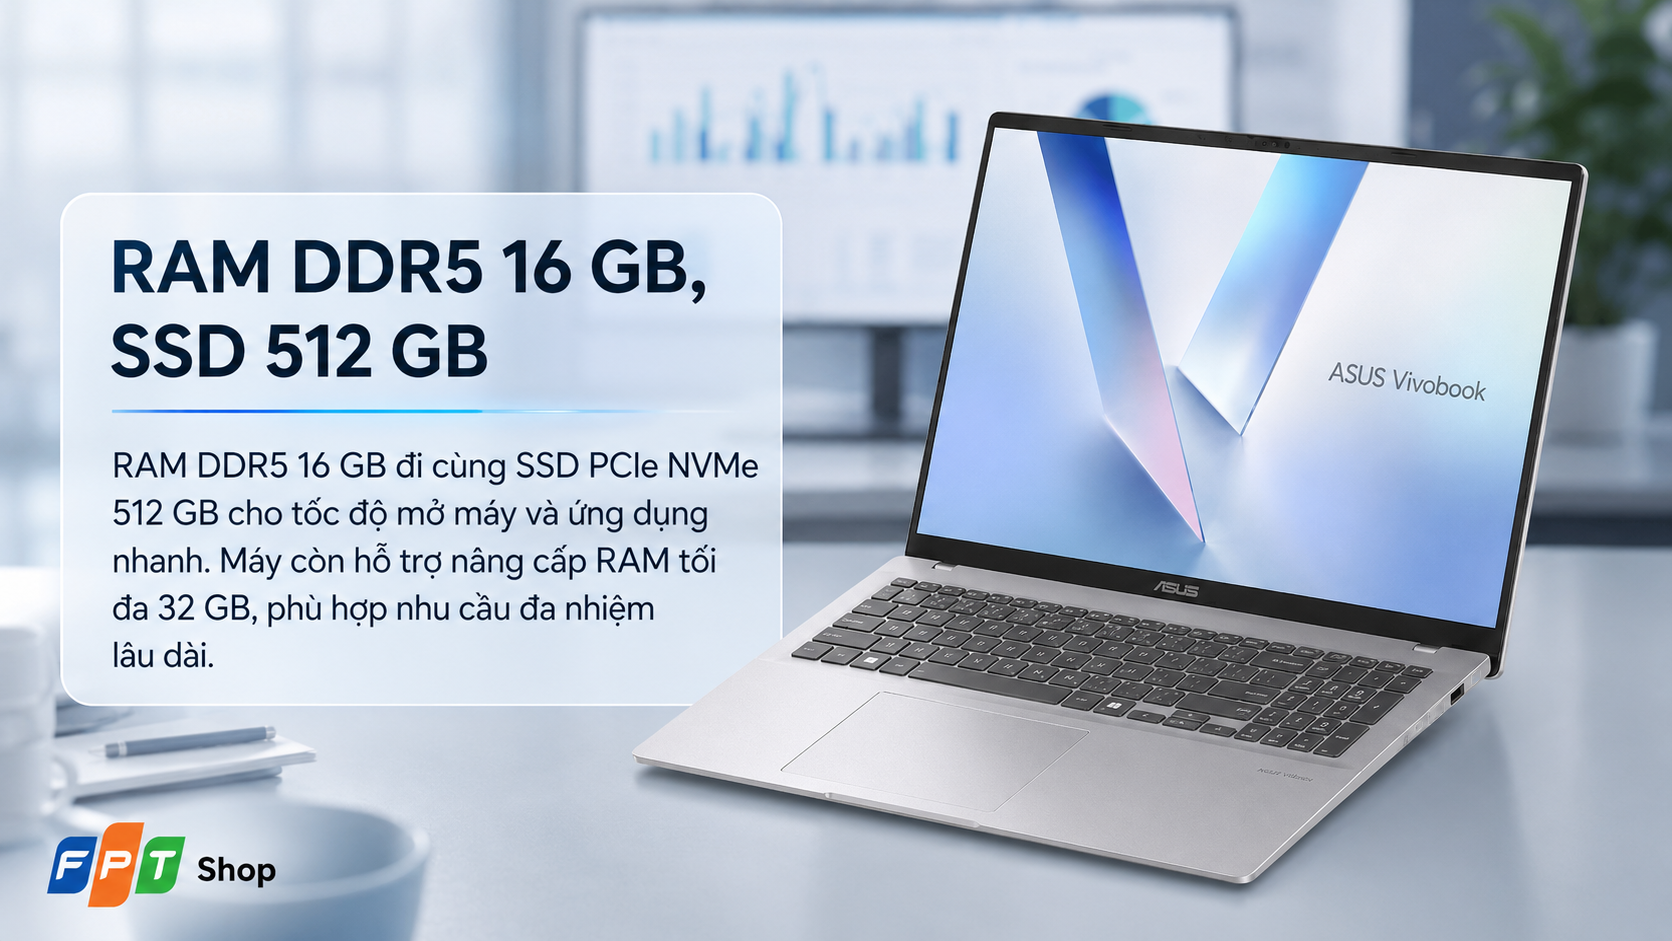 RAM DDR5 16 GB,
SSD 512 GB
RAM DDR5 16 GB đi cùng SSD PCIe NVMe
512 GB cho tốc độ mở máy và ứng dụng
nhanh. Máy còn hỗ trợ nâng cấp RAM tối
đa 32 GB, phù hợp nhu cầu đa nhiệm
lâu dài.
ASUS Vivobook
ASUS
FPT Shop